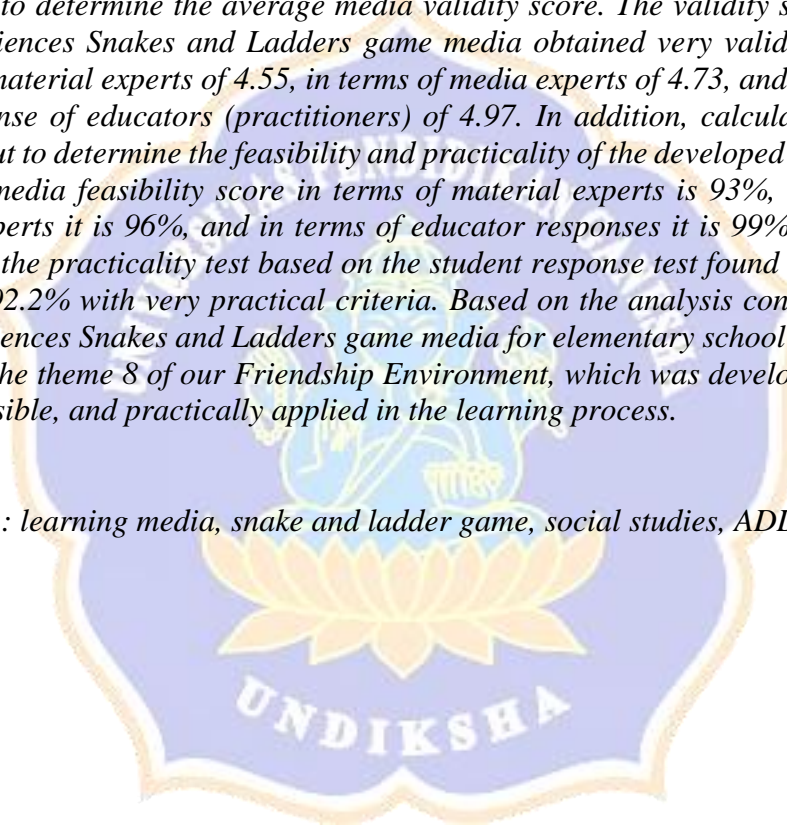 to determine the average media validity score. The validity s
iences Snakes and Ladders game media obtained very valid
material experts of 4.55, in terms of media experts of 4.73, and
nse of educators (practitioners) of 4.97. In addition, calcula
ut to determine the feasibility and practicality of the developed
media feasibility score in terms of material experts is 93%,
perts it is 96%, and in terms of educator responses it is 99%
the practicality test based on the student response test found
92.2% with very practical criteria. Based on the analysis con
iences Snakes and Ladders game media for elementary school
he theme 8 of our Friendship Environment, which was develo
sible, and practically applied in the learning process.
: learning media, snake and ladder game, social studies, ADD
UNIVERSITAS PENDIDIKAN GANESHA
UNDIKSHA